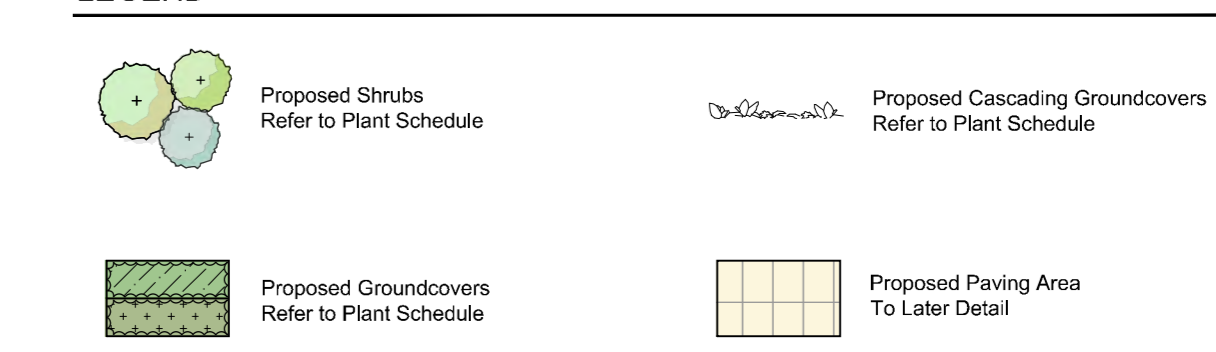 Proposed Shrubs
Refer to Plant Schedule
Proposed Cascading Groundcovers
Refer to Plant Schedule
Proposed Groundcovers
Refer to Plant Schedule
Proposed Paving Area
To Later Detail